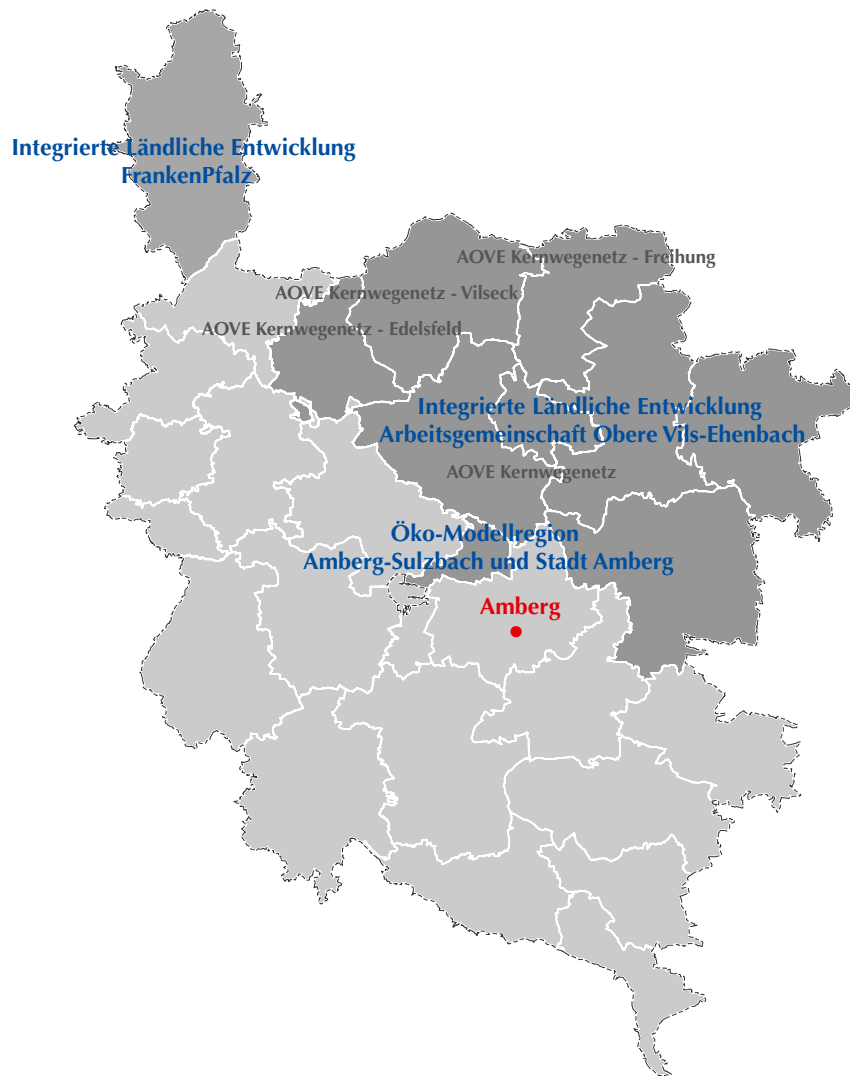 Integrierte Ländliche Entwicklung
FrankenPfalz
AOVE Kernwegenetz - Freihung
AOVE Kernwegenetz - Vilseck
AOVE Kernwegenetz - Edelsfeld
Integrierte Ländliche Entwicklung
Arbeitsgemeinschaft Obere Vils-Ehenbach
AOVE Kernwegenetz
Öko-Modellregion
Amberg-Sulzbach und Stadt Amberg
Amberg